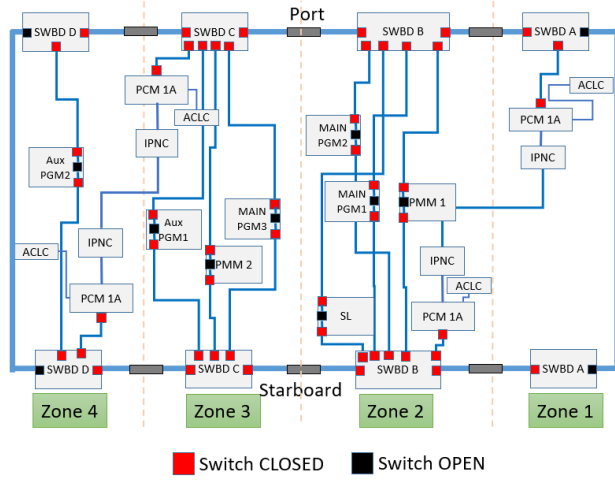 Port
SWBD D
SWBD C
SWBD B
SWBD A
PCM 1A
ACLC
IPNC
Aux
PGM2
MAIN
PGM2
PCM 1A
ACLC
IPNC
Aux
PGM1
MAIN
PGM3
MAIN
PGM1
PMM 1
IPNC
ACLC
PMM 2
PCM 1A
SL
IPNC
ACLC
PCM 1A
SWBD D
SWBD C
SWBD B
SWBD A
Starboard
Zone 4
Zone 3
Zone 2
Zone 1
Switch CLOSED
Switch OPEN